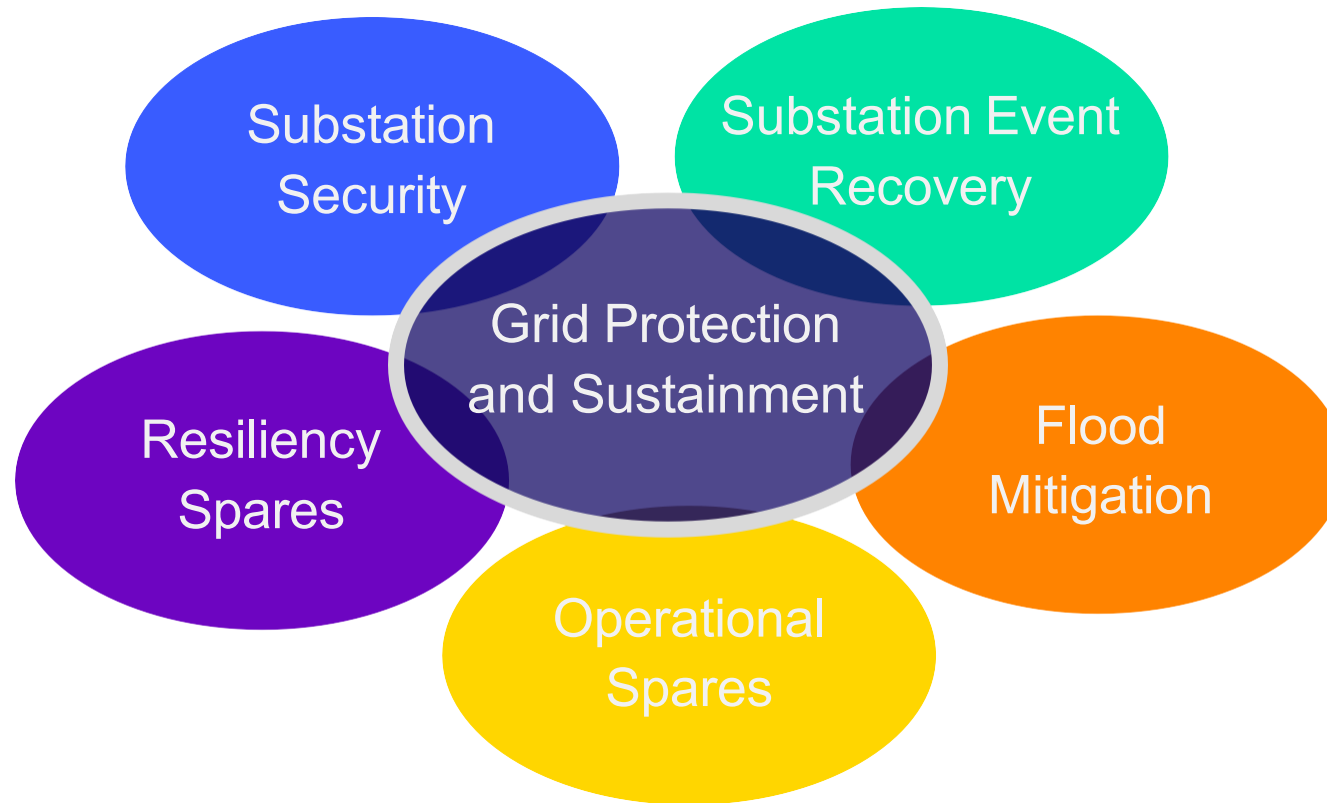 Substation
Security
Substation Event
Recovery
Grid Protection
and Sustainment
Resiliency
Spares
Flood
Mitigation
Operational
Spares